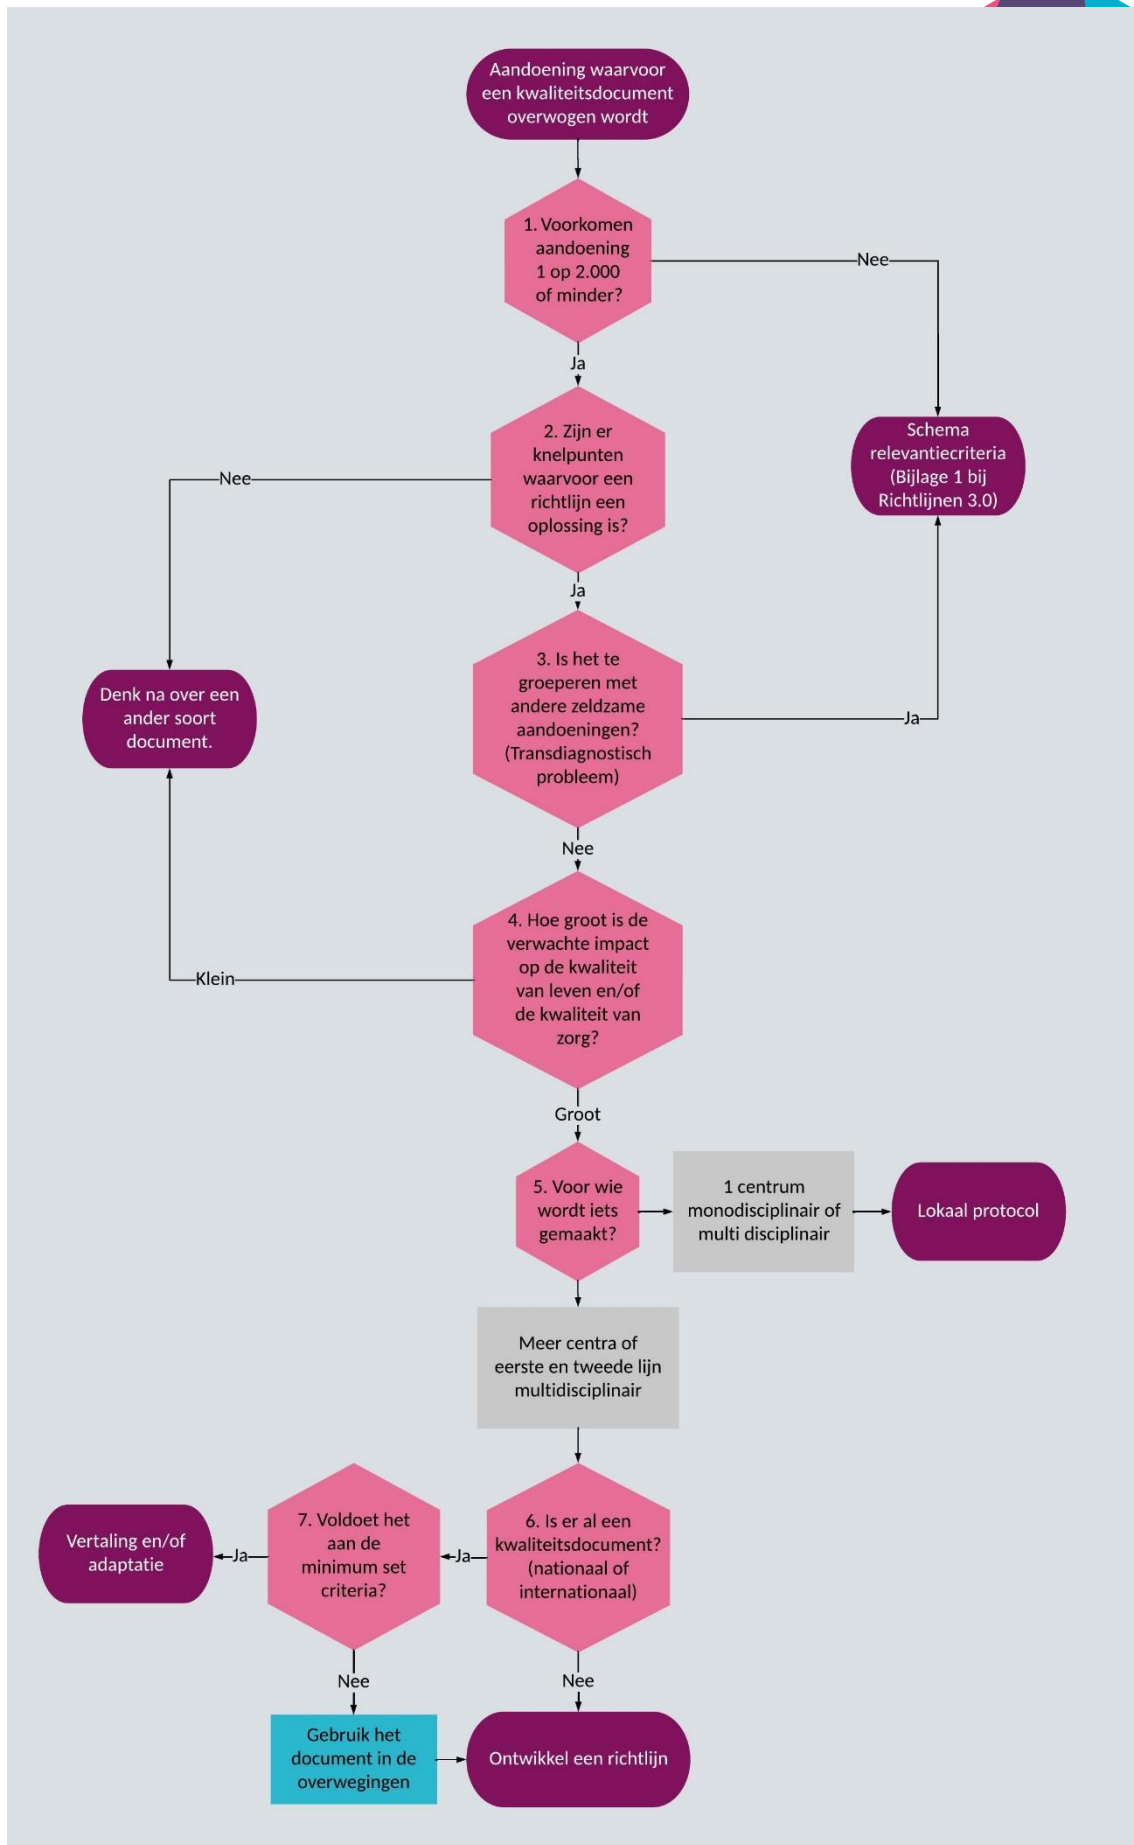 Aandoening waarvoor
een kwaliteitsdocument
overwogen wordt
1. Voorkomen
aandoening
1 op 2.000
of minder?
Nee
Ja
Schema
relevantiecriteria
(Bijlage 1 bij
Richtlijnen 3.0)
2. Zijn er
knelpunten
waarvoor een
richtlijn een
oplossing is?
Nee
Ja
3. Is het te
groeperen met
andere zeldzame
aandoeningen?
(Transdiagnostisch
probleem)
Ja
Denk na over een
ander soort
document.
Nee
4. Hoe groot is de
verwachte impact
op de kwaliteit
van leven en/of
de kwaliteit van
zorg?
Klein
Groot
5. Voor wie
wordt iets
gemaakt?
1 centrum
monodisciplinair of
multi disciplinair
Lokaal protocol
Meer centra of
eerste en tweede lijn
multidisciplinair
6. Is er al een
kwaliteitsdocument?
(nationaal of
internationaal)
Ja
7. Voldoet het
aan de
minimum set
criteria?
Ja
Vertaling en/of
adaptatie
Nee
Nee
Gebruik het
document in de
overwegingen
Ontwikkel een richtlijn